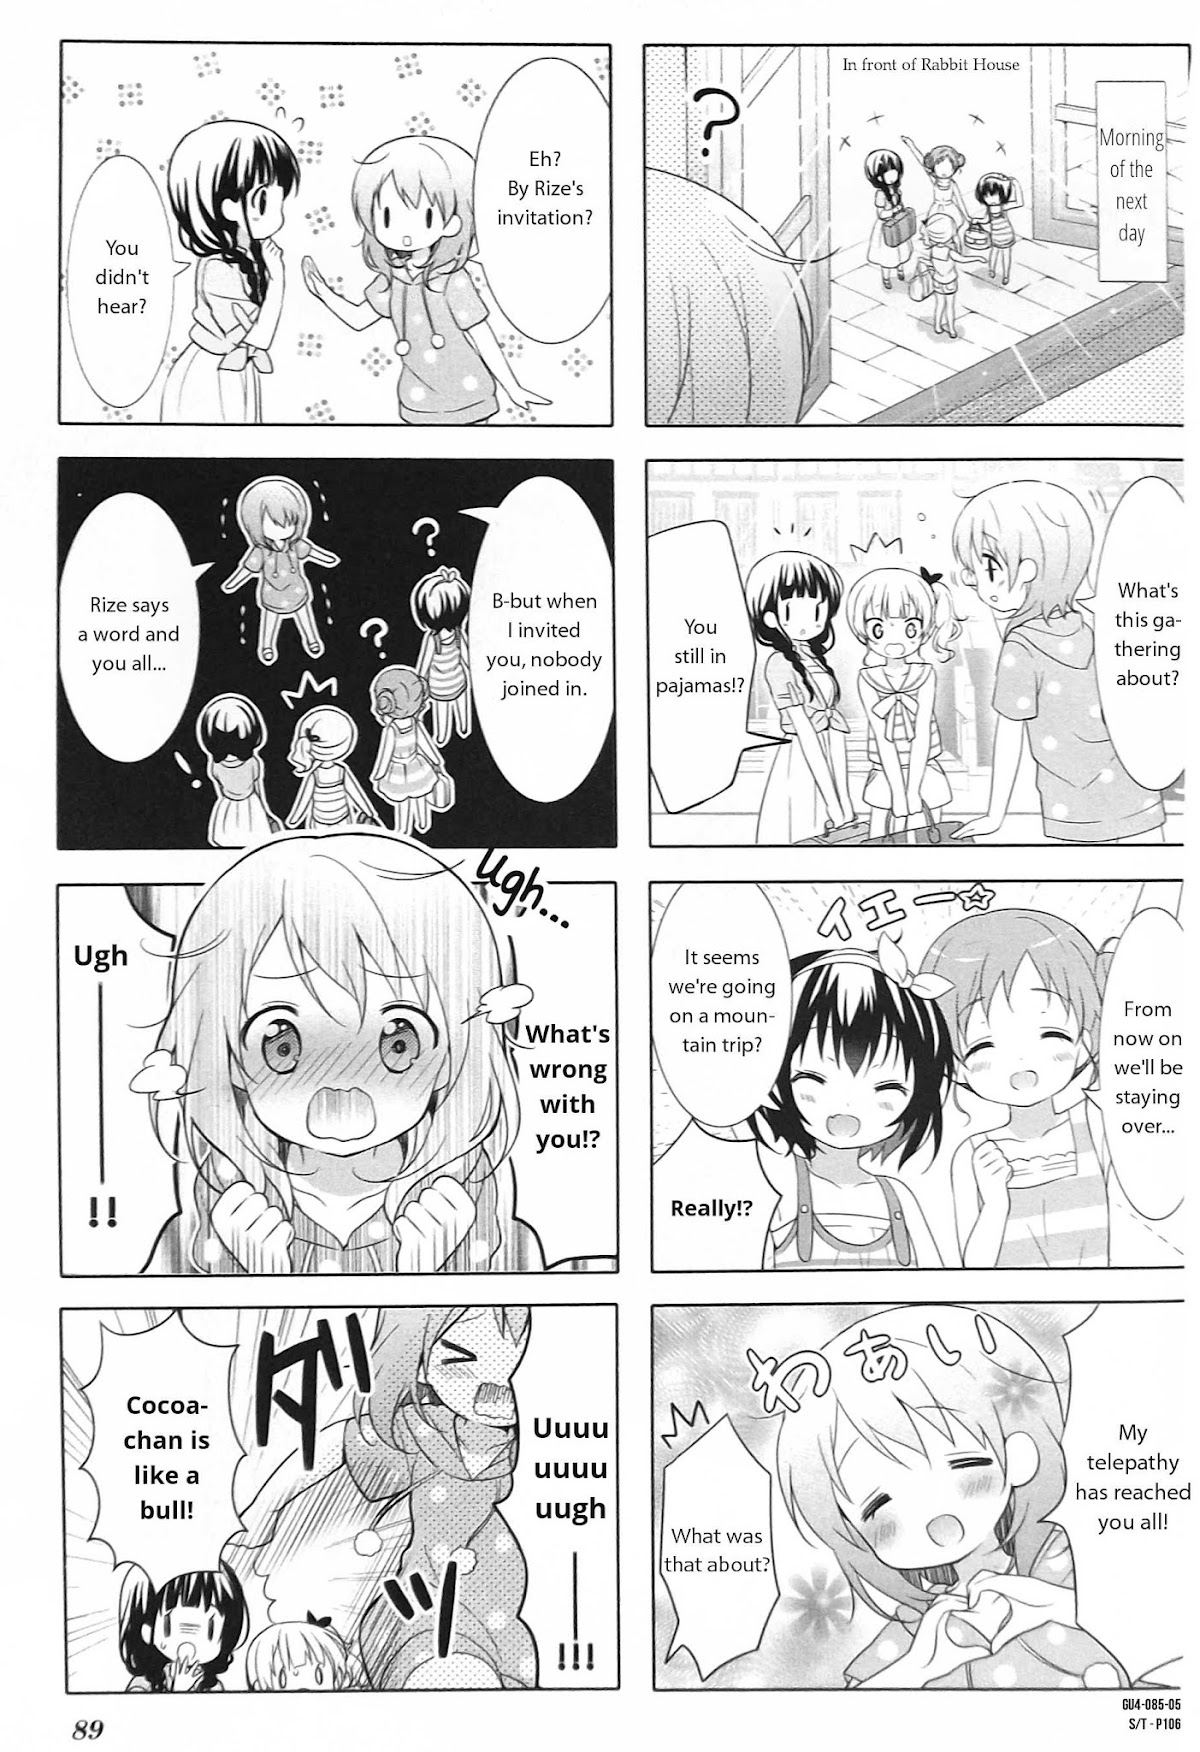 In front of Rabbit House
Morning
of the
next
day
?
What's
this ga-
thering
about?
You
still in
pajamas!?
イエー☆
From
now on
we'll be
staying
over...
It seems
we're going
on a moun-
tain trip?
Really!?
わぁい
My
telepathy
has reached
you all!
What was
that about?
Eh?
By Rize's
invitation?
You
didn't
hear?
B-but when
I invited
you, nobody
joined in.
?
?
!
Rize says
a word and
you all...
Ugh...
What's
wrong
with
you!?
Ugh
!!
Uuuu
uuuu
uugh
!!!
ダッ
ダッ
Cocoa-
chan is
like a
bull!
89
GU4-085-05
S/T - P106